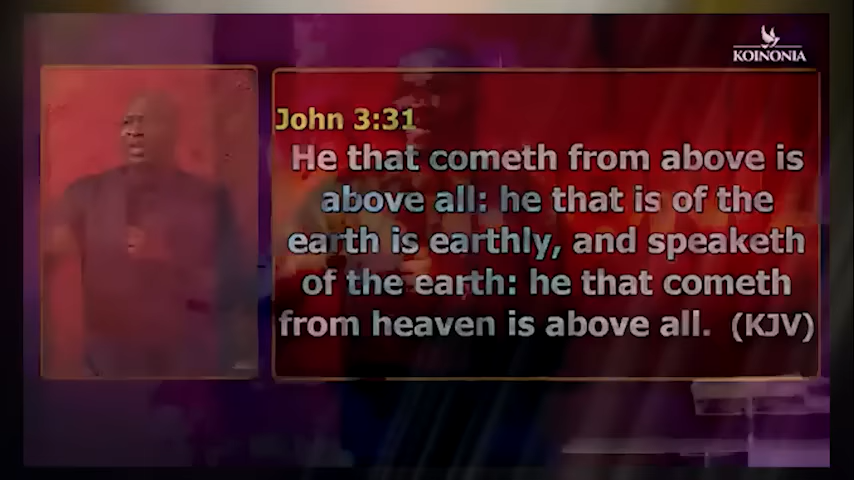 KOINONIA
John 3:31
He that cometh from above is
above all: he that is of the
earth is earthly, and speaketh
of the earth: he that cometh
from heaven is above all. (KJV)